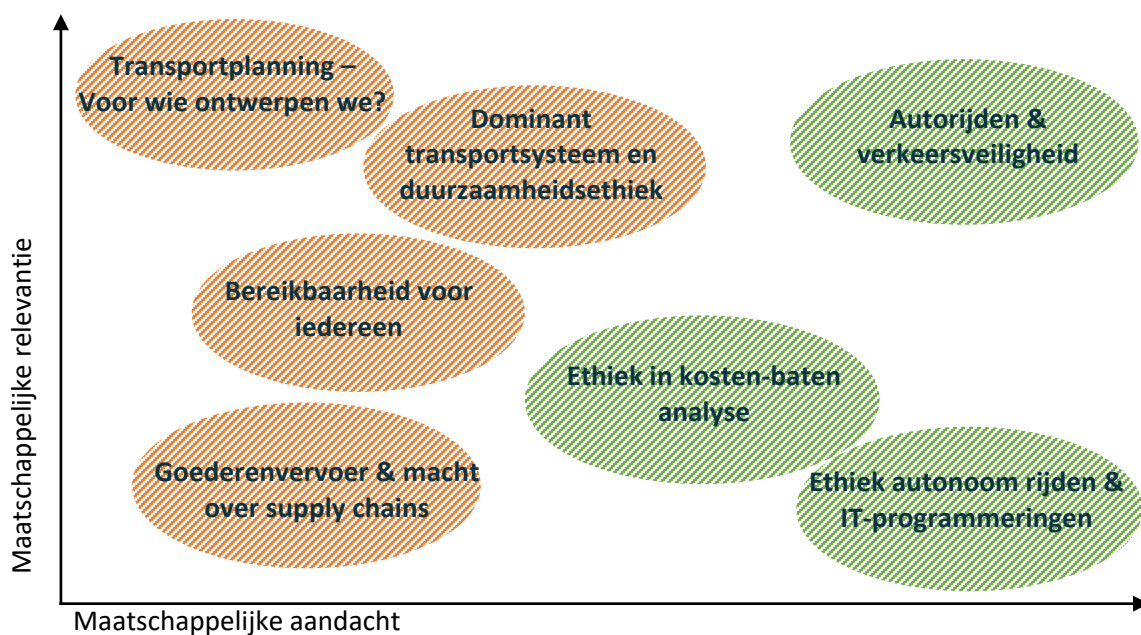 Transportplanning –
Voor wie ontwerpen we?
Dominant
transportsysteem en
duurzaamheidsethiek
Autorijden &
verkeersveiligheid
Bereikbaarheid voor
iedereen
Ethiek in kosten-baten
analyse
Goederenvervoer & macht
over supply chains
Ethiek autonoom rijden &
IT-programmeringen
Maatschappelijke relevantie
Maatschappelijke aandacht